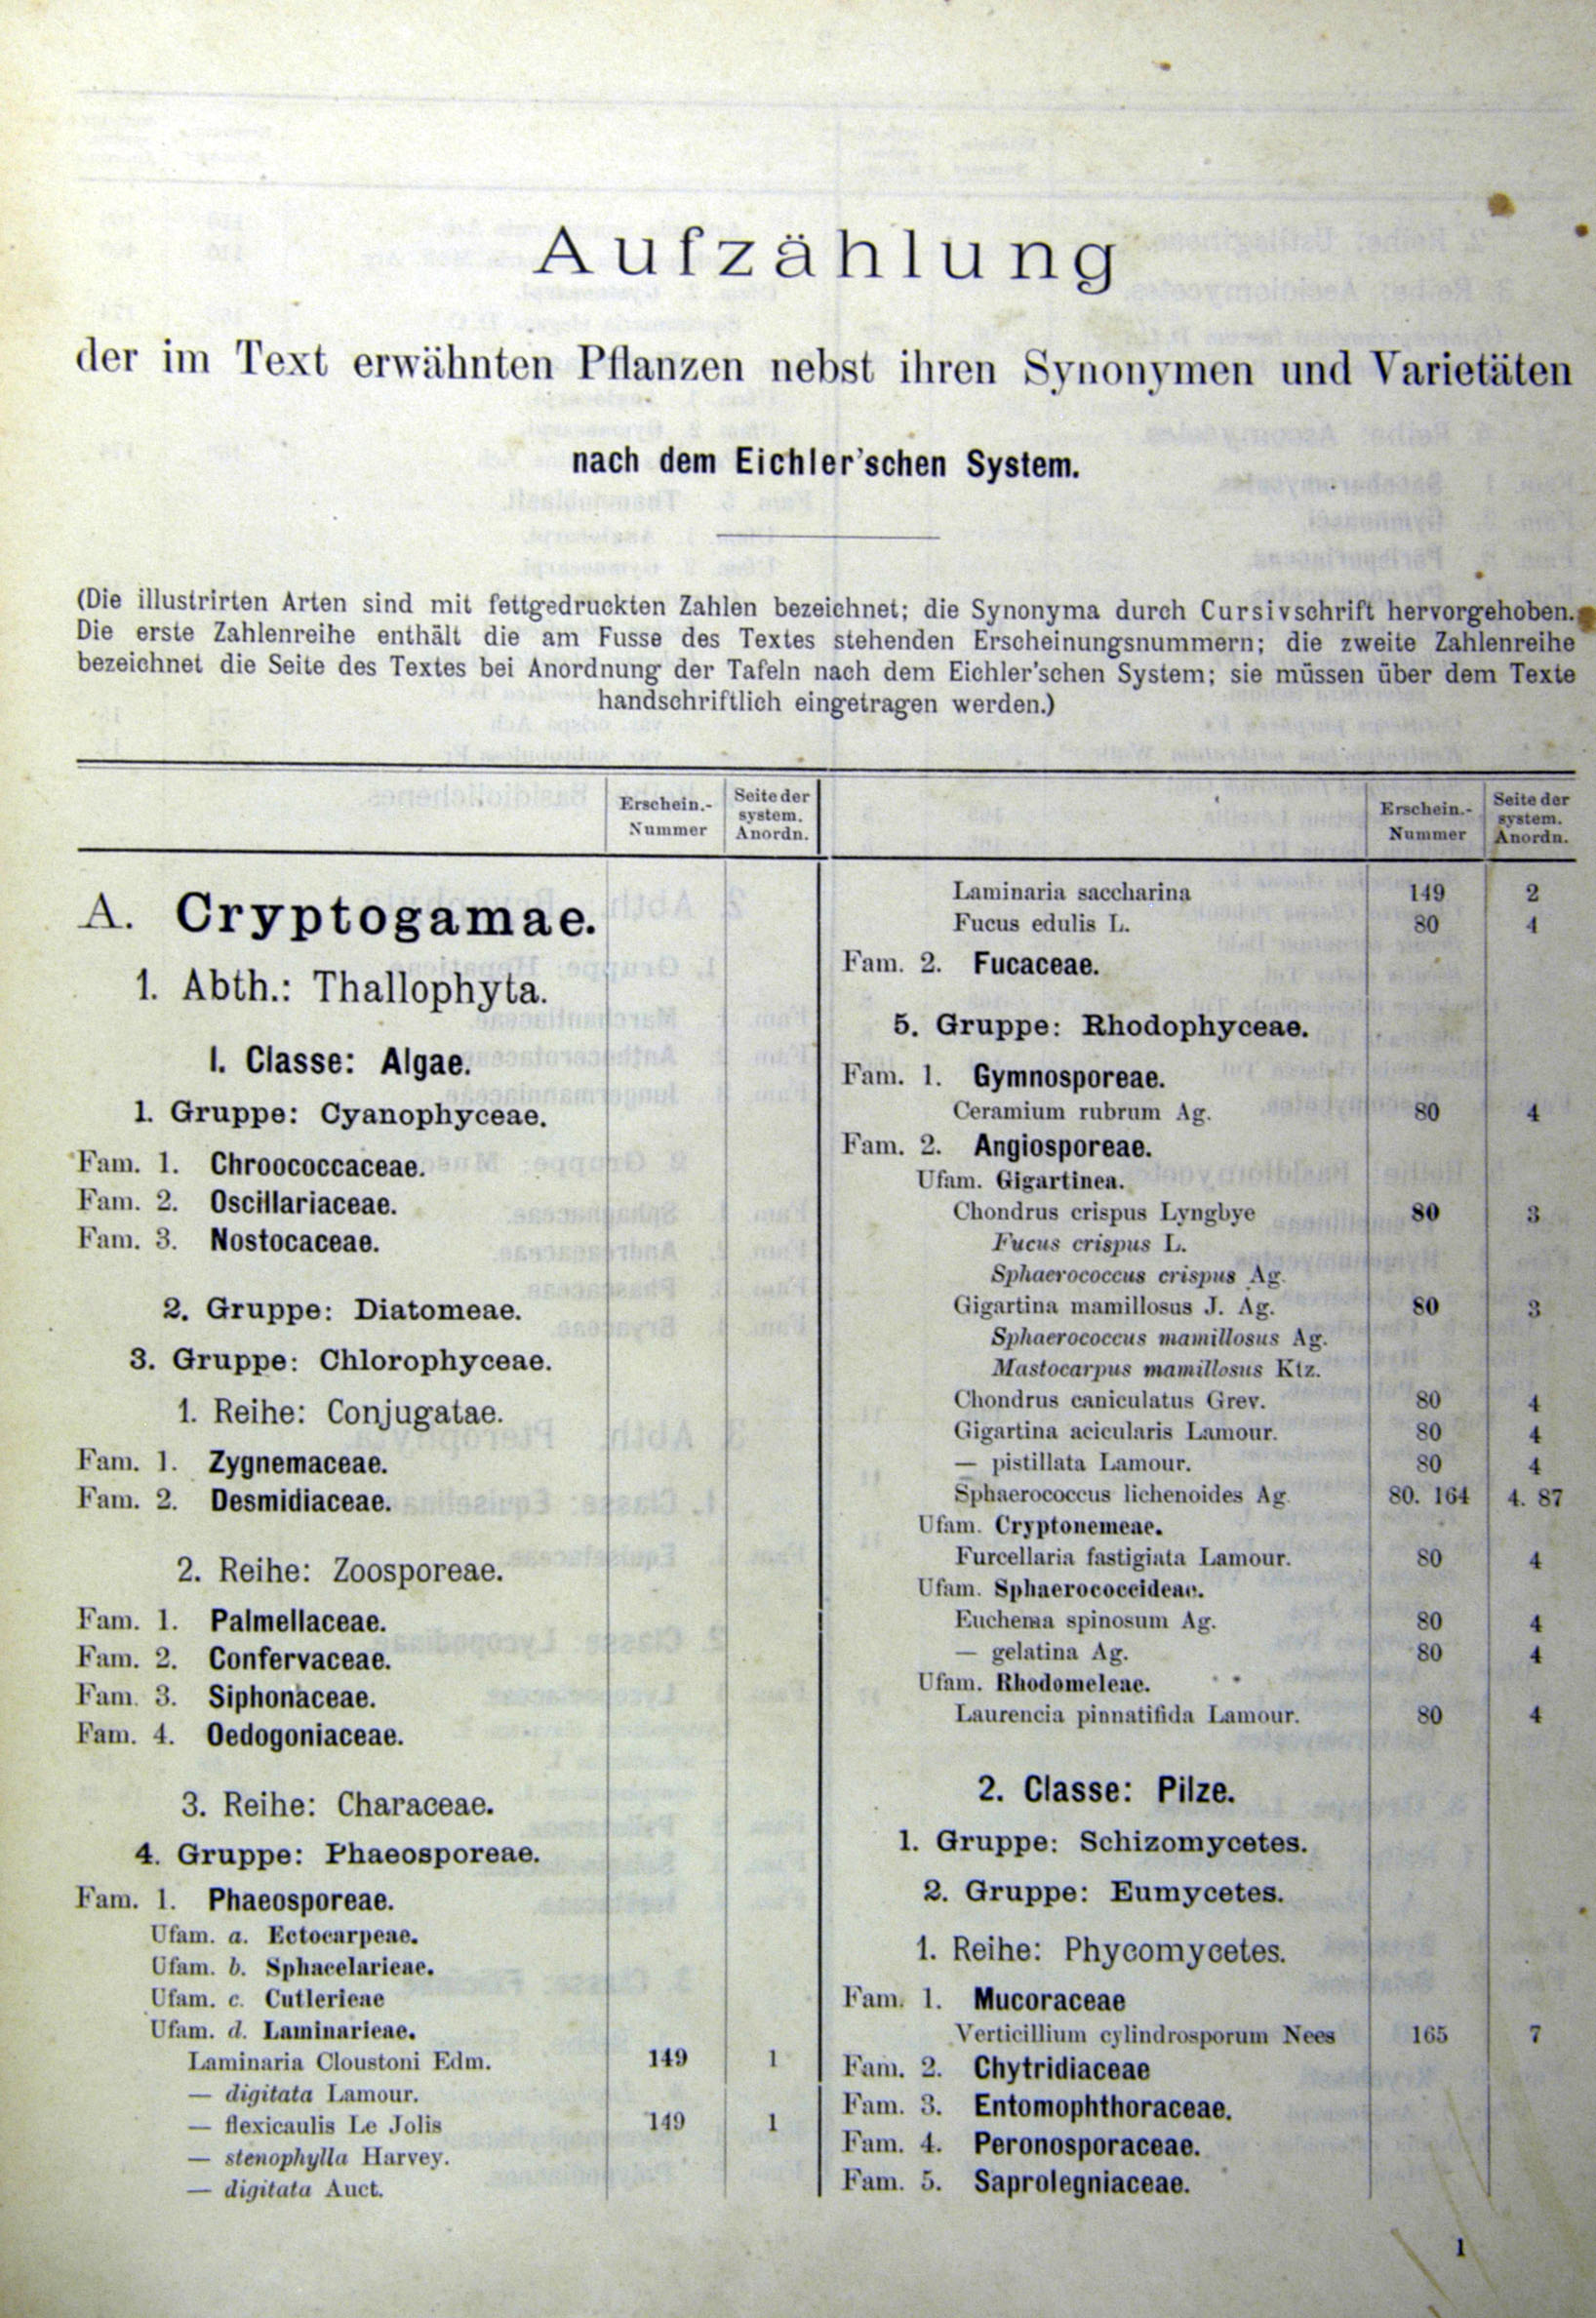 Aufzählung
der im Text erwähnten Pflanzen nebst ihren Synonymen und Varietäten
nach dem Eichler'schen System.
(Die illustrirten Arten sind mit fettgedruckten Zahlen bezeichnet; die Synonyma durch Cursivschrift hervorgehoben.
Die erste Zahlenreihe enthält die am Fusse des Textes stehenden Erscheinungsnummern; die zweite Zahlenreihe
bezeichnet die Seite des Textes bei Anordnung der Tafeln nach dem Eichler'schen System; sie müssen über dem Texte
handschriftlich eingetragen werden.)
Erschein.-
Nummer
Seite der
system.
Anordn.
A. Cryptogamae.
1. Abth.: Thallophyta.
I. Classe: Algae.
1. Gruppe: Cyanophyceae.
Fam. 1. Chroococcaceae.
Fam. 2. Oscillariaceae.
Fam. 3. Nostocaceae.
2. Gruppe: Diatomeae.
3. Gruppe: Chlorophyceae.
1. Reihe: Conjugatae.
Fam. 1. Zygnemaceae.
Fam. 2. Desmidiaceae.
2. Reihe: Zoosporeae.
Fam. 1. Palmellaceae.
Fam. 2. Confervaceae.
Fam. 3. Siphonaceae.
Fam. 4. Oedogoniaceae.
3. Reihe: Characeae.
4. Gruppe: Phaeosporeae.
Fam. 1. Phaeosporeae.
Ufam. a. Ectocarpeae.
Ufam. b. Sphacelarieae.
Ufam. c. Cutlerieae
Ufam. d. Laminarieae.
Laminaria Cloustoni Edm. 149 1
— digitata Lamour.
— flexicaulis Le Jolis 149 1
— stenophylla Harvey.
— digitata Auct.
Erschein.-
Nummer
Seite der
system.
Anordn.
Laminaria saccharina 149 2
Fucus edulis L. 80 4
Fam. 2. Fucaceae.
5. Gruppe: Rhodophyceae.
Fam. 1. Gymnosporeae.
Ceramium rubrum Ag. 80 4
Fam. 2. Angiosporeae.
Ufam. Gigartinea.
Chondrus crispus Lyngbye 80 3
Fucus crispus L.
Sphaerococcus crispus Ag.
Gigartina mamillosus J. Ag. 80 3
Sphaerococcus mamillosus Ag.
Mastocarpus mamillosus Ktz.
Chondrus caniculatus Grev. 80 4
Gigartina acicularis Lamour. 80 4
— pistillata Lamour. 80 4
Sphaerococcus lichenoides Ag. 80. 164 4. 87
Ufam. Cryptonemeae.
Furcellaria fastigiata Lamour. 80 4
Ufam. Sphaerococcideae.
Euchema spinosum Ag. 80 4
— gelatina Ag. 80 4
Ufam. Rhodomeleae.
Laurencia pinnatifida Lamour. 80 4
2. Classe: Pilze.
1. Gruppe: Schizomycetes.
2. Gruppe: Eumycetes.
1. Reihe: Phycomycetes.
Fam. 1. Mucoraceae
Verticillium cylindrosporum Nees 165 7
Fam. 2. Chytridiaceae
Fam. 3. Entomophthoraceae.
Fam. 4. Peronosporaceae.
Fam. 5. Saprolegniaceae.
1